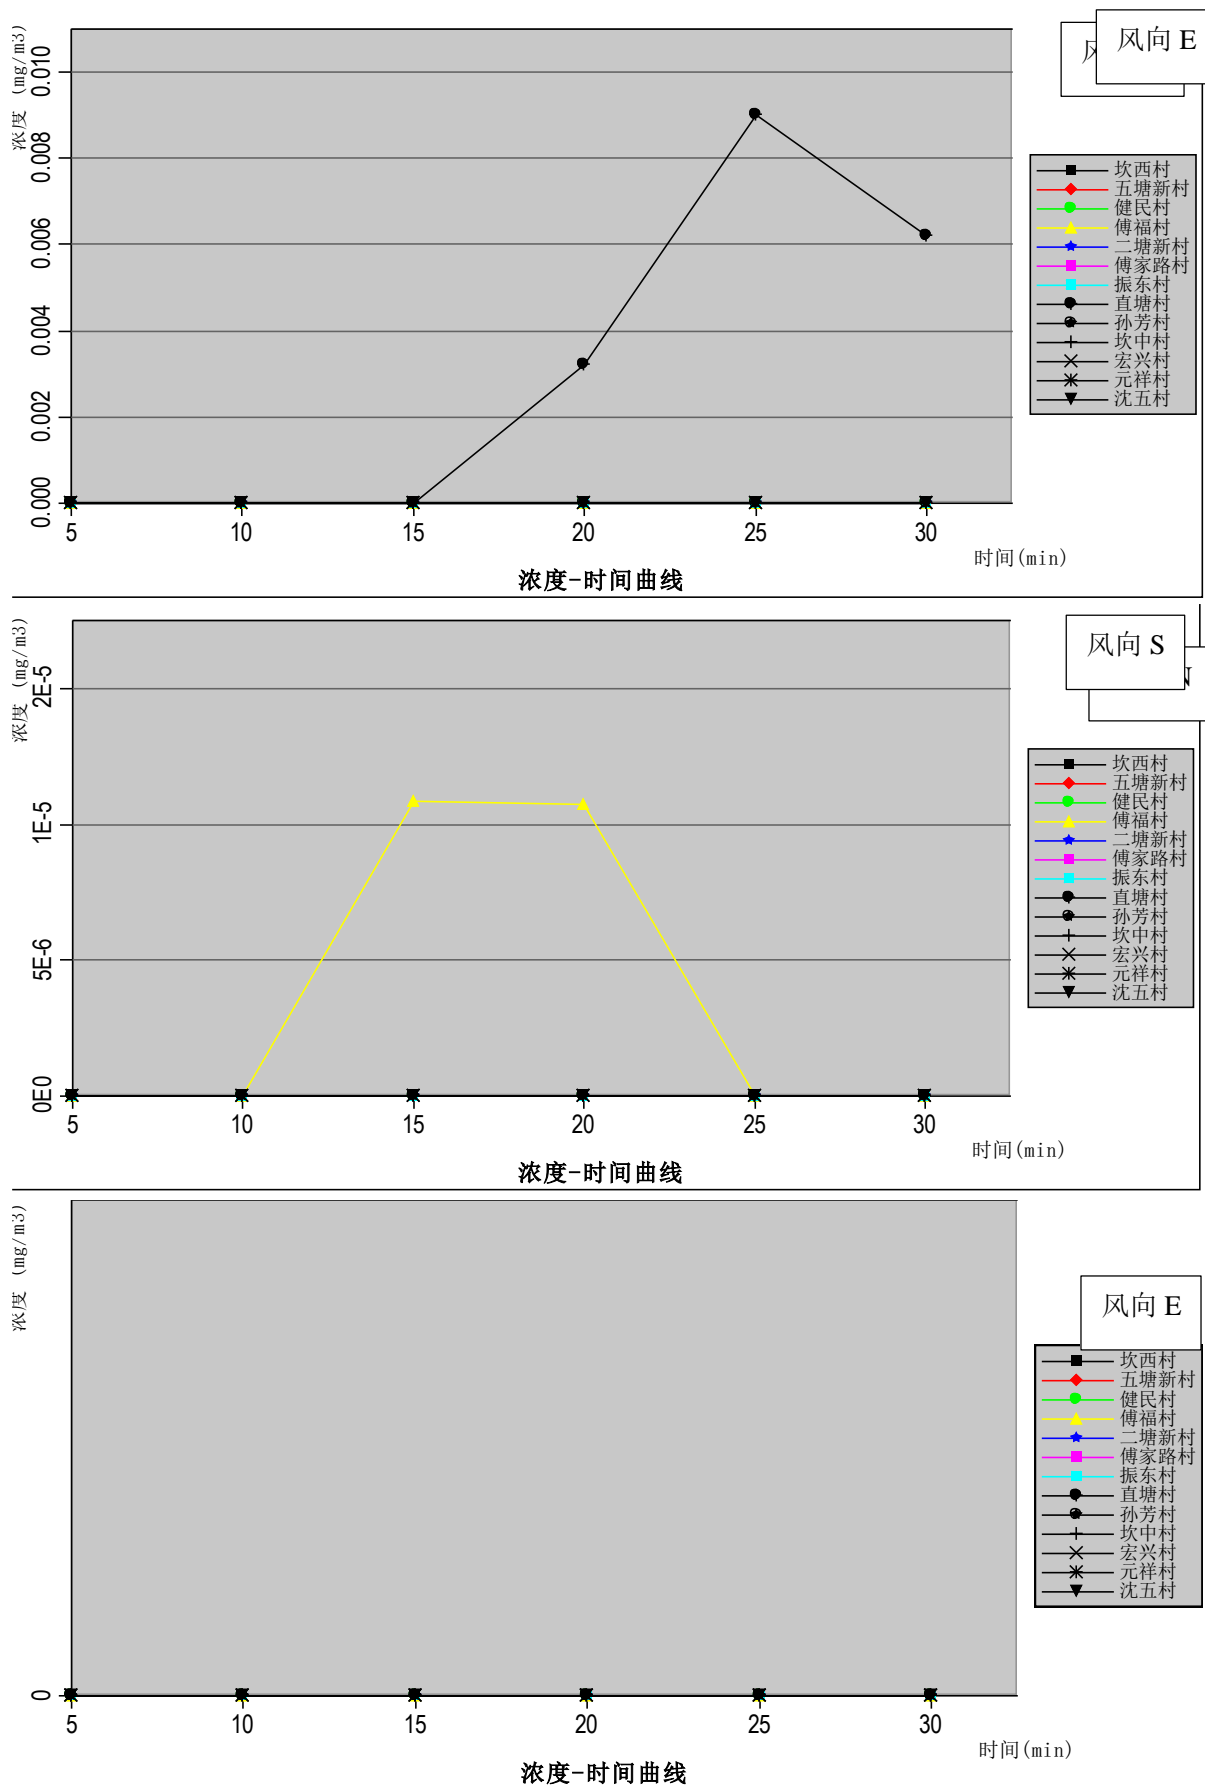 浓度 (mg/m3)
0.010
0.008
0.006
0.004
0.002
0.000
5 10 15 20 25 30
时间(min)
浓度-时间曲线
风向 E
坎西村
五塘新村
健民村
傅福村
二塘新村
傅家路村
振东村
直塘村
孙芳村
坎中村
宏兴村
元祥村
沈五村
浓度 (mg/m3)
2E-5
1E-5
5E-6
0E0
5 10 15 20 25 30
时间(min)
浓度-时间曲线
风向 S
N
坎西村
五塘新村
健民村
傅福村
二塘新村
傅家路村
振东村
直塘村
孙芳村
坎中村
宏兴村
元祥村
沈五村
浓度 (mg/m3)
0
5 10 15 20 25 30
时间(min)
浓度-时间曲线
风向 E
坎西村
五塘新村
健民村
傅福村
二塘新村
傅家路村
振东村
直塘村
孙芳村
坎中村
宏兴村
元祥村
沈五村